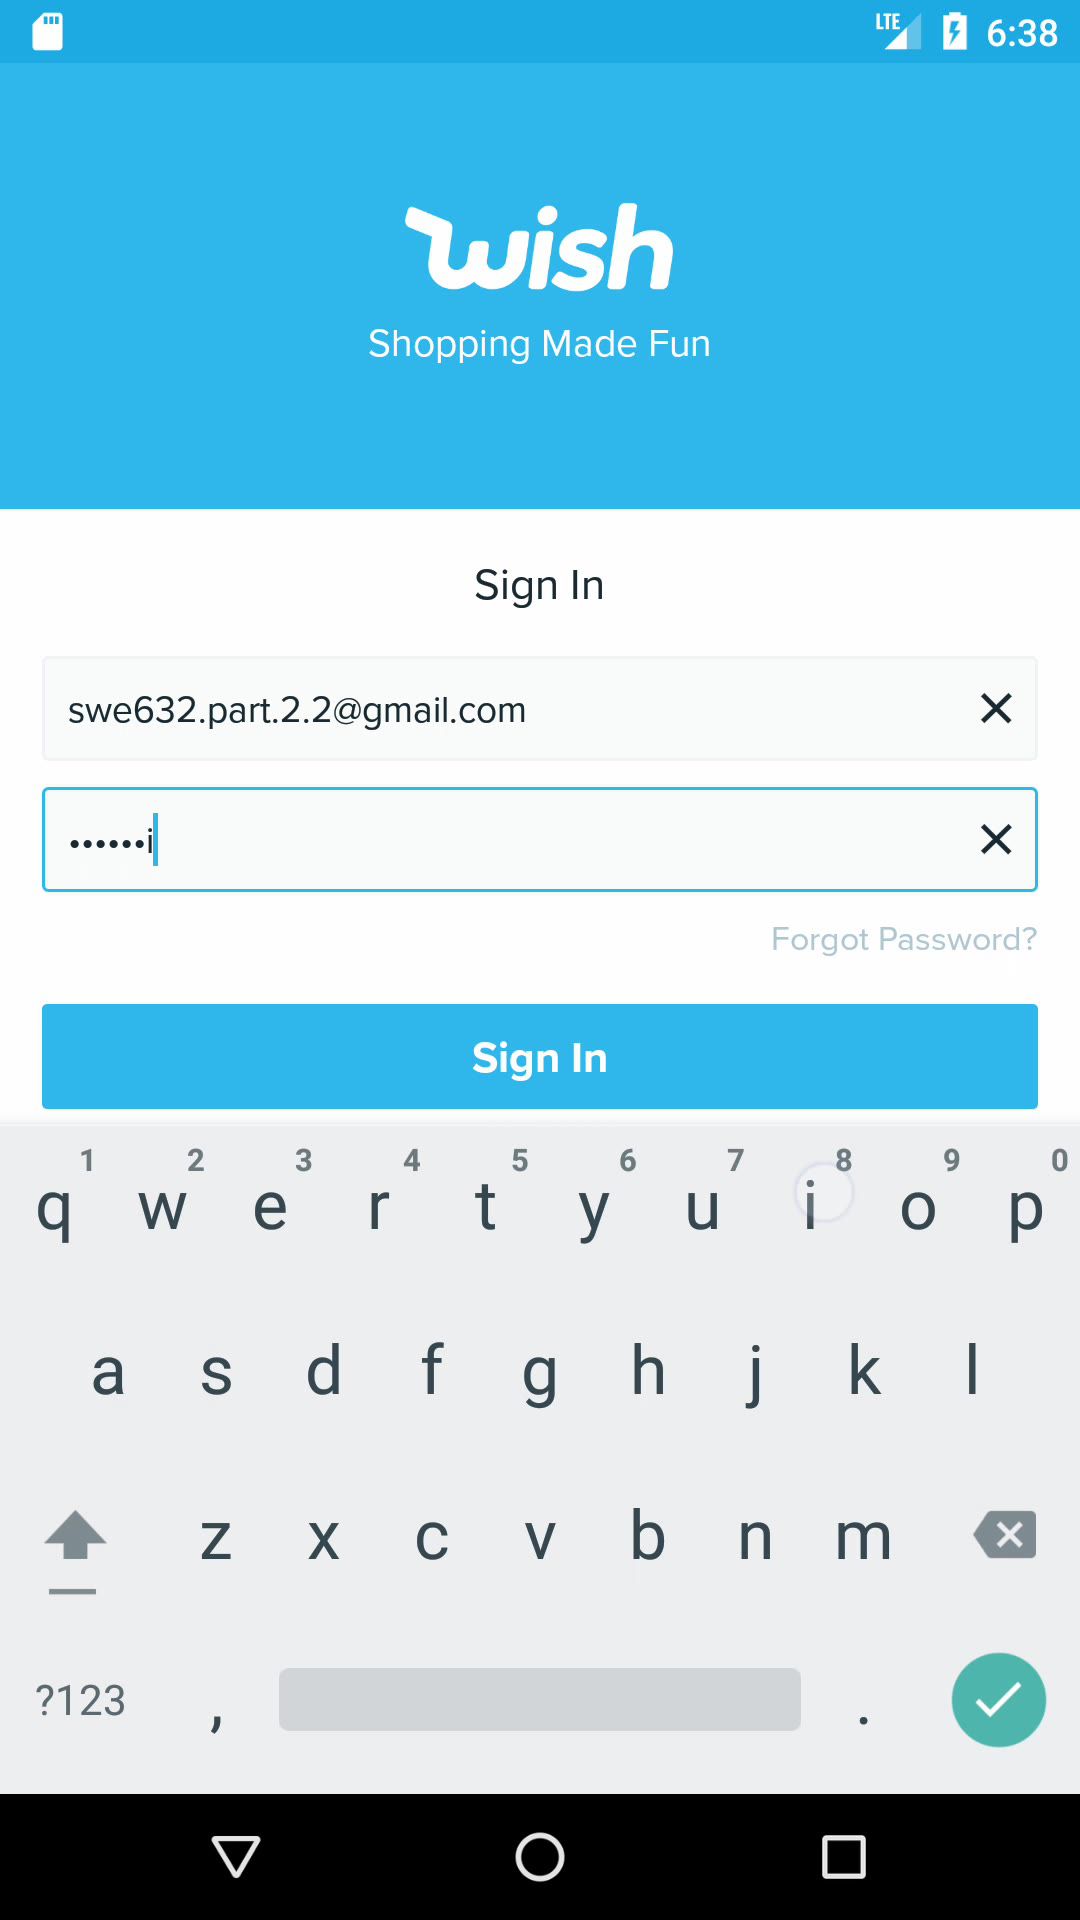 LTE 6:38
wish
Shopping Made Fun
Sign In
swe632.part.2.2@gmail.com
••••••i
Forgot Password?
Sign In
1 2 3 4 5 6 7 8 9 0
q w e r t y u i o p
a s d f g h j k l
z x c v b n m
?123 , .